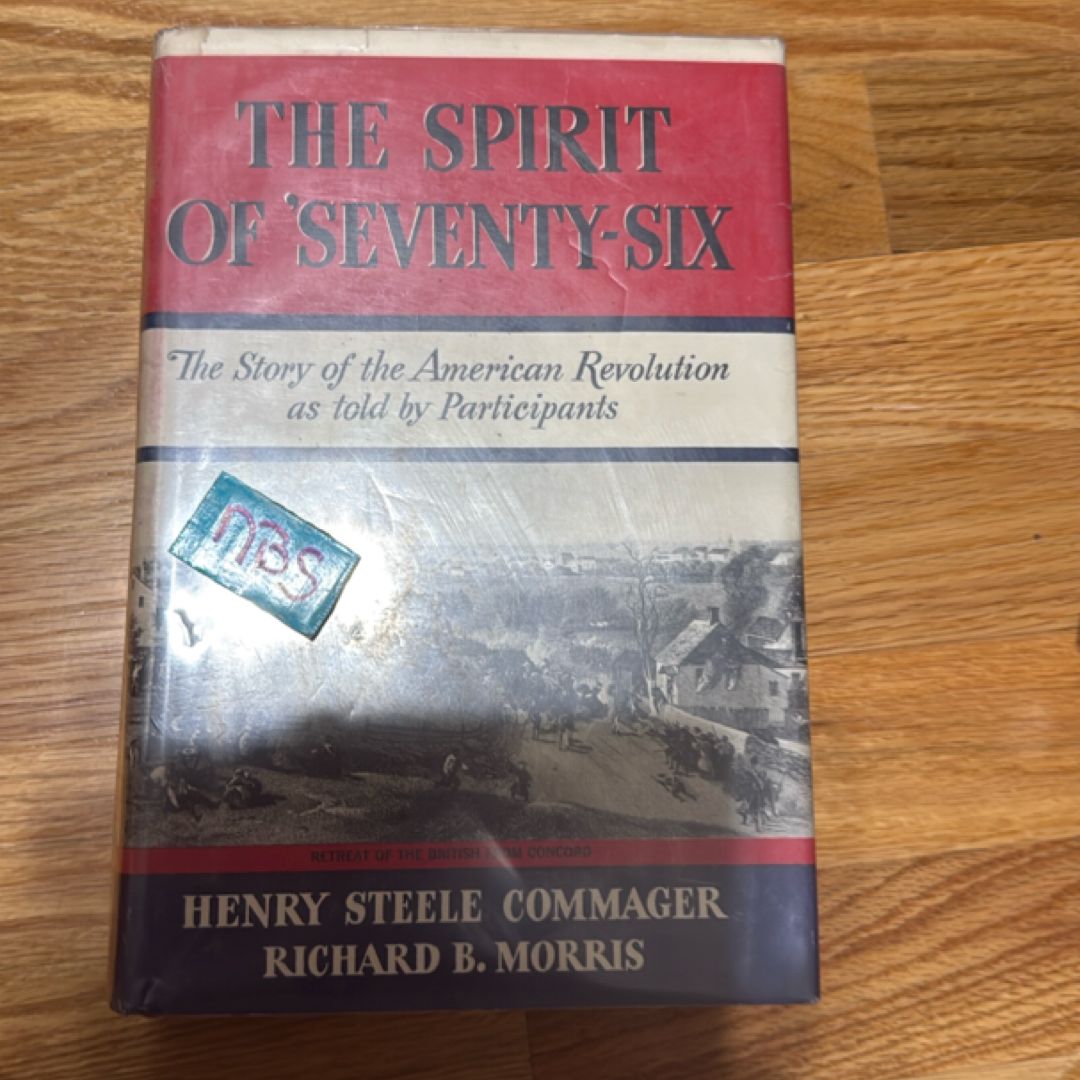 THE SPIRIT
OF 'SEVENTY-SIX
The Story of the American Revolution
as told by Participants
NBS
RETREAT OF THE BRITISH FROM CONCORD
HENRY STEELE COMMAGER
RICHARD B. MORRIS